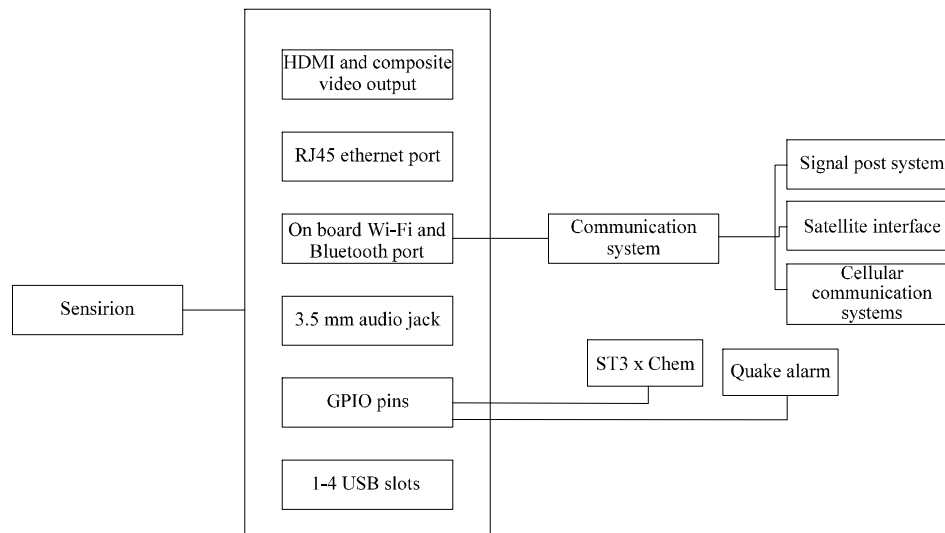 HDMI and composite
video output
RJ45 ethernet port
On board Wi-Fi and
Bluetooth port
3.5 mm audio jack
GPIO pins
1-4 USB slots
Sensirion
Communication
system
Signal post system
Satellite interface
Cellular
communication
systems
ST3 x Chem
Quake alarm